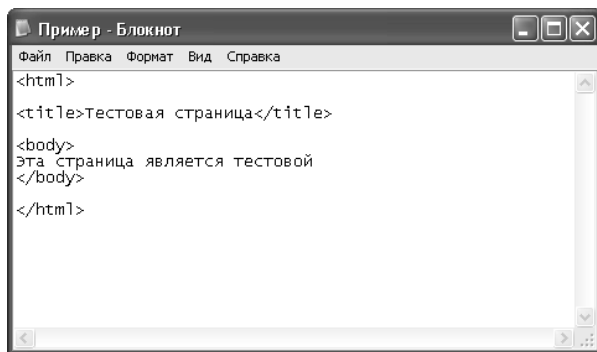 Пример - Блокнот
Файл Правка Формат Вид Справка
<html>
<title>Тестовая страница</title>
<body>
Эта страница является тестовой
</body>
</html>